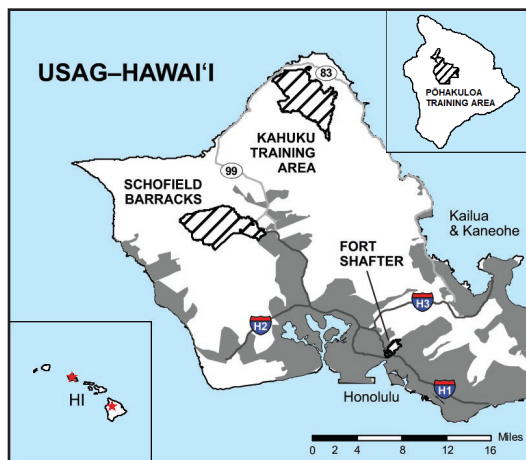 USAG–HAWAI‘I
83
PŌHAKULOA
TRAINING AREA
KAHUKU
TRAINING
AREA
99
SCHOFIELD
BARRACKS
Kailua
& Kaneohe
FORT
SHAFTER
H3
H2
HI
H1
Honolulu
Miles
0 2 4 8 12 16